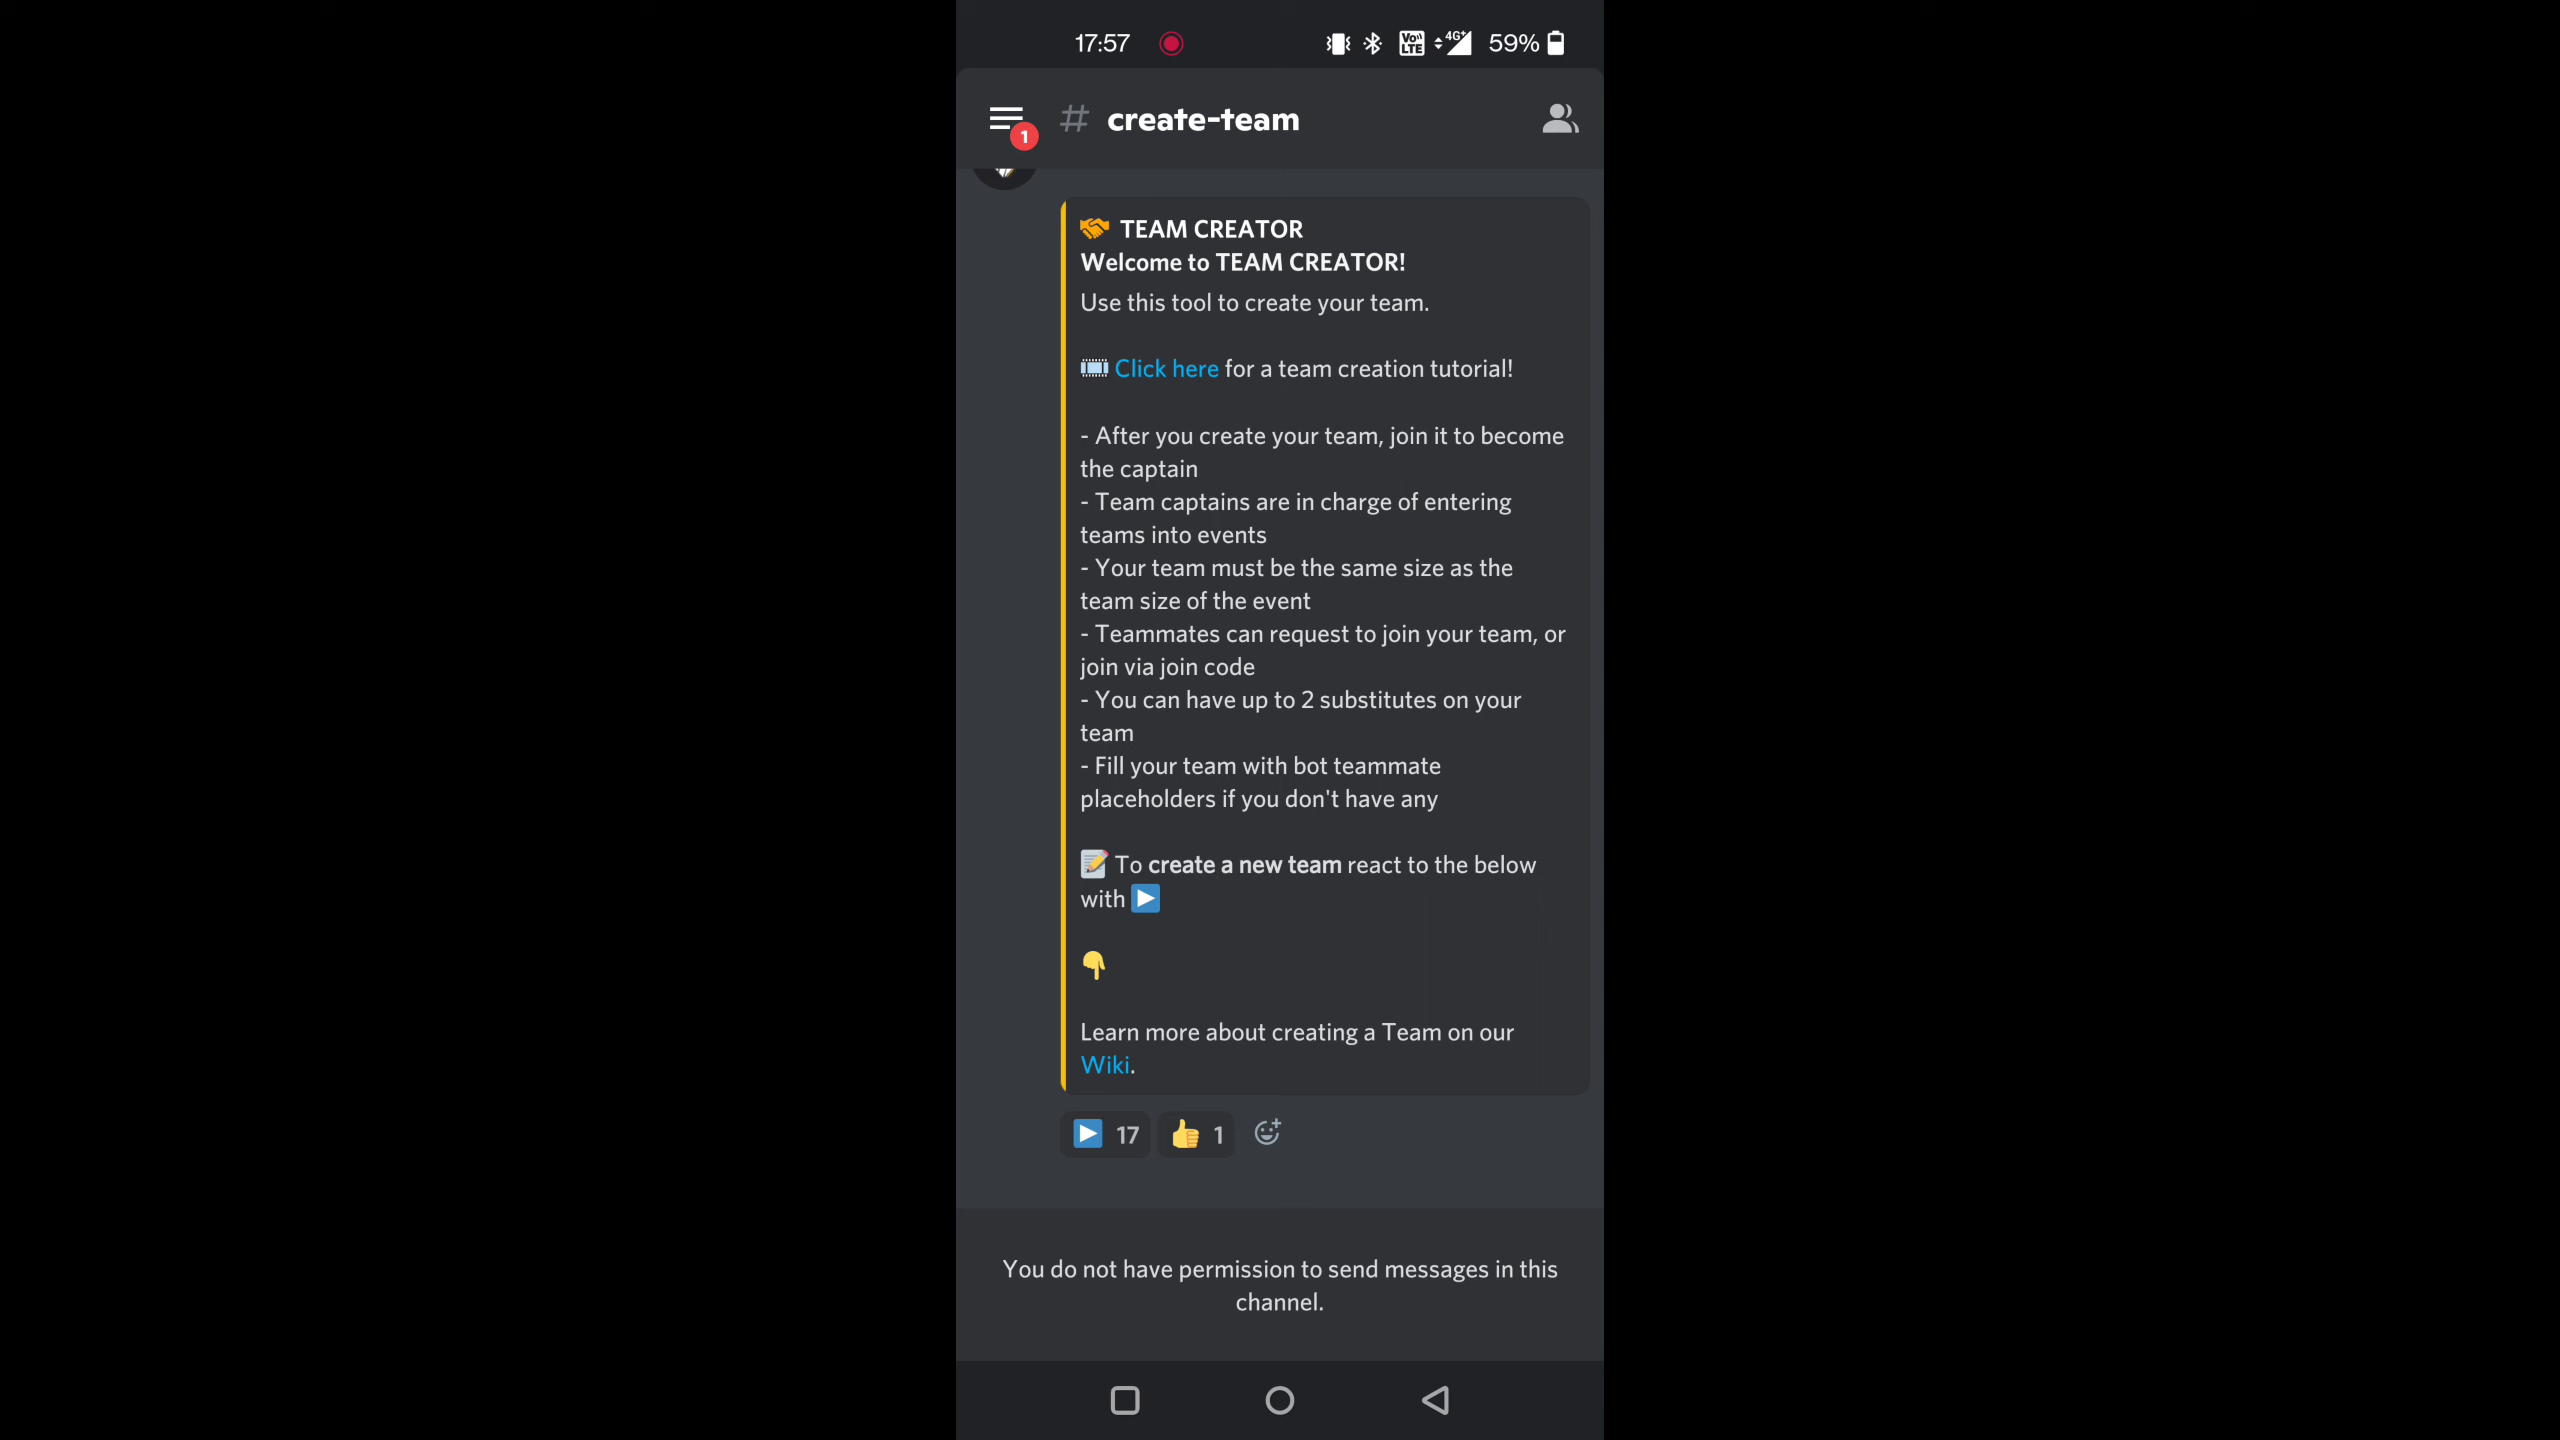 17:57
Vo
LTE
4G+
59%
1
# create-team
TEAM CREATOR
Welcome to TEAM CREATOR!
Use this tool to create your team.
Click here for a team creation tutorial!
- After you create your team, join it to become
the captain
- Team captains are in charge of entering
teams into events
- Your team must be the same size as the
team size of the event
- Teammates can request to join your team, or
join via join code
- You can have up to 2 substitutes on your
team
- Fill your team with bot teammate
placeholders if you don't have any
To create a new team react to the below
with
Learn more about creating a Team on our
Wiki.
17
1
You do not have permission to send messages in this
channel.